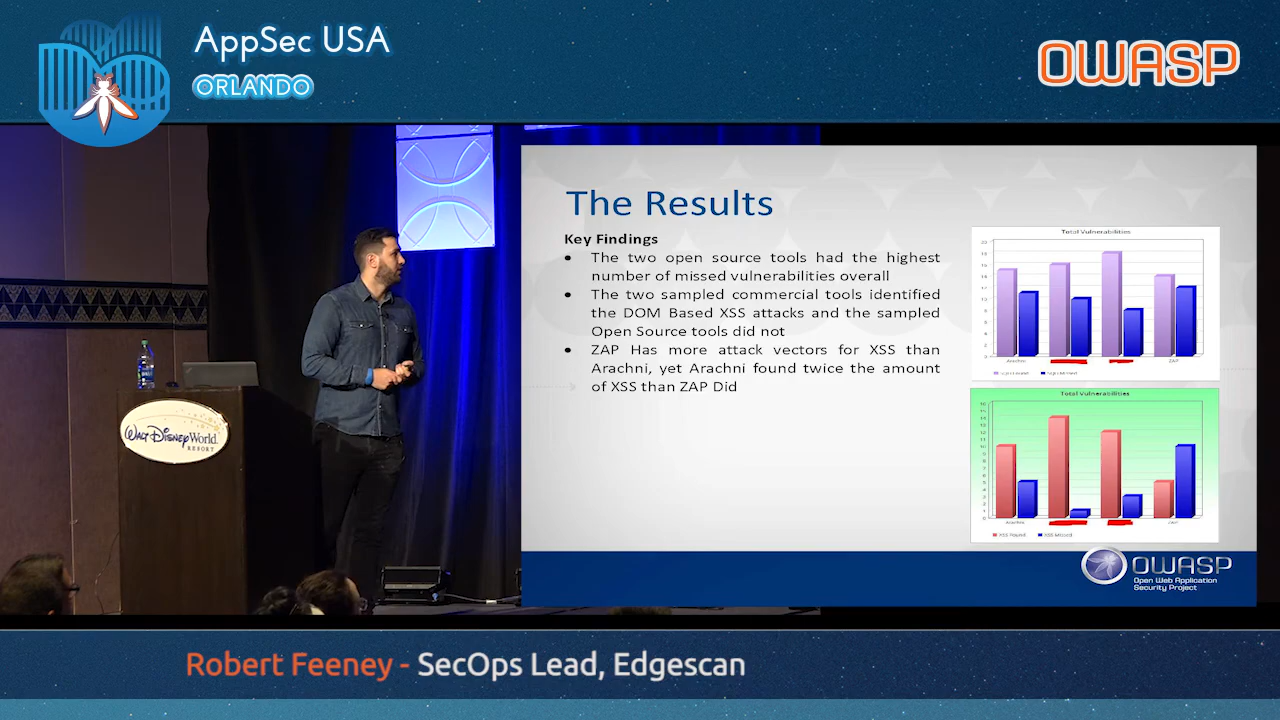 AppSec USA
ORLANDO
OWASP
The Results
Key Findings
• The two open source tools had the highest
number of missed vulnerabilities overall
• The two sampled commercial tools identified
the DOM Based XSS attacks and the sampled
Open Source tools did not
• ZAP Has more attack vectors for XSS than
Arachni, yet Arachni found twice the amount
of XSS than ZAP Did
Total Vulnerabilities
Arachni
ZAP
Total Vulnerabilities
Arachni
ZAP
XSS Found
XSS Missed
WALT DISNEY World.
RESORT
OWASP
Open Web Application
Security Project
Robert Feeney - SecOps Lead, Edgescan